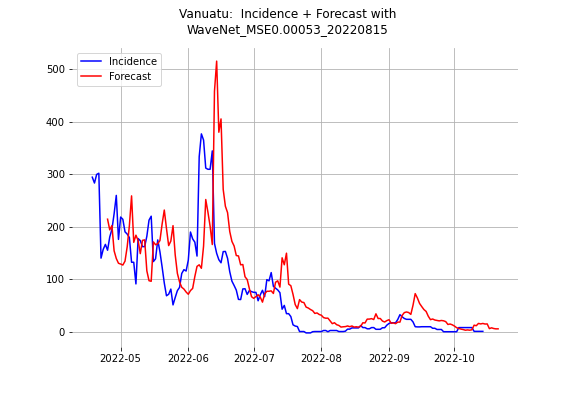 Vanuatu:  Incidence + Forecast with
WaveNet_MSE0.00053_20220815
Incidence
Forecast
500
400
300
200
100
0
2022-05 2022-06 2022-07 2022-08 2022-09 2022-10